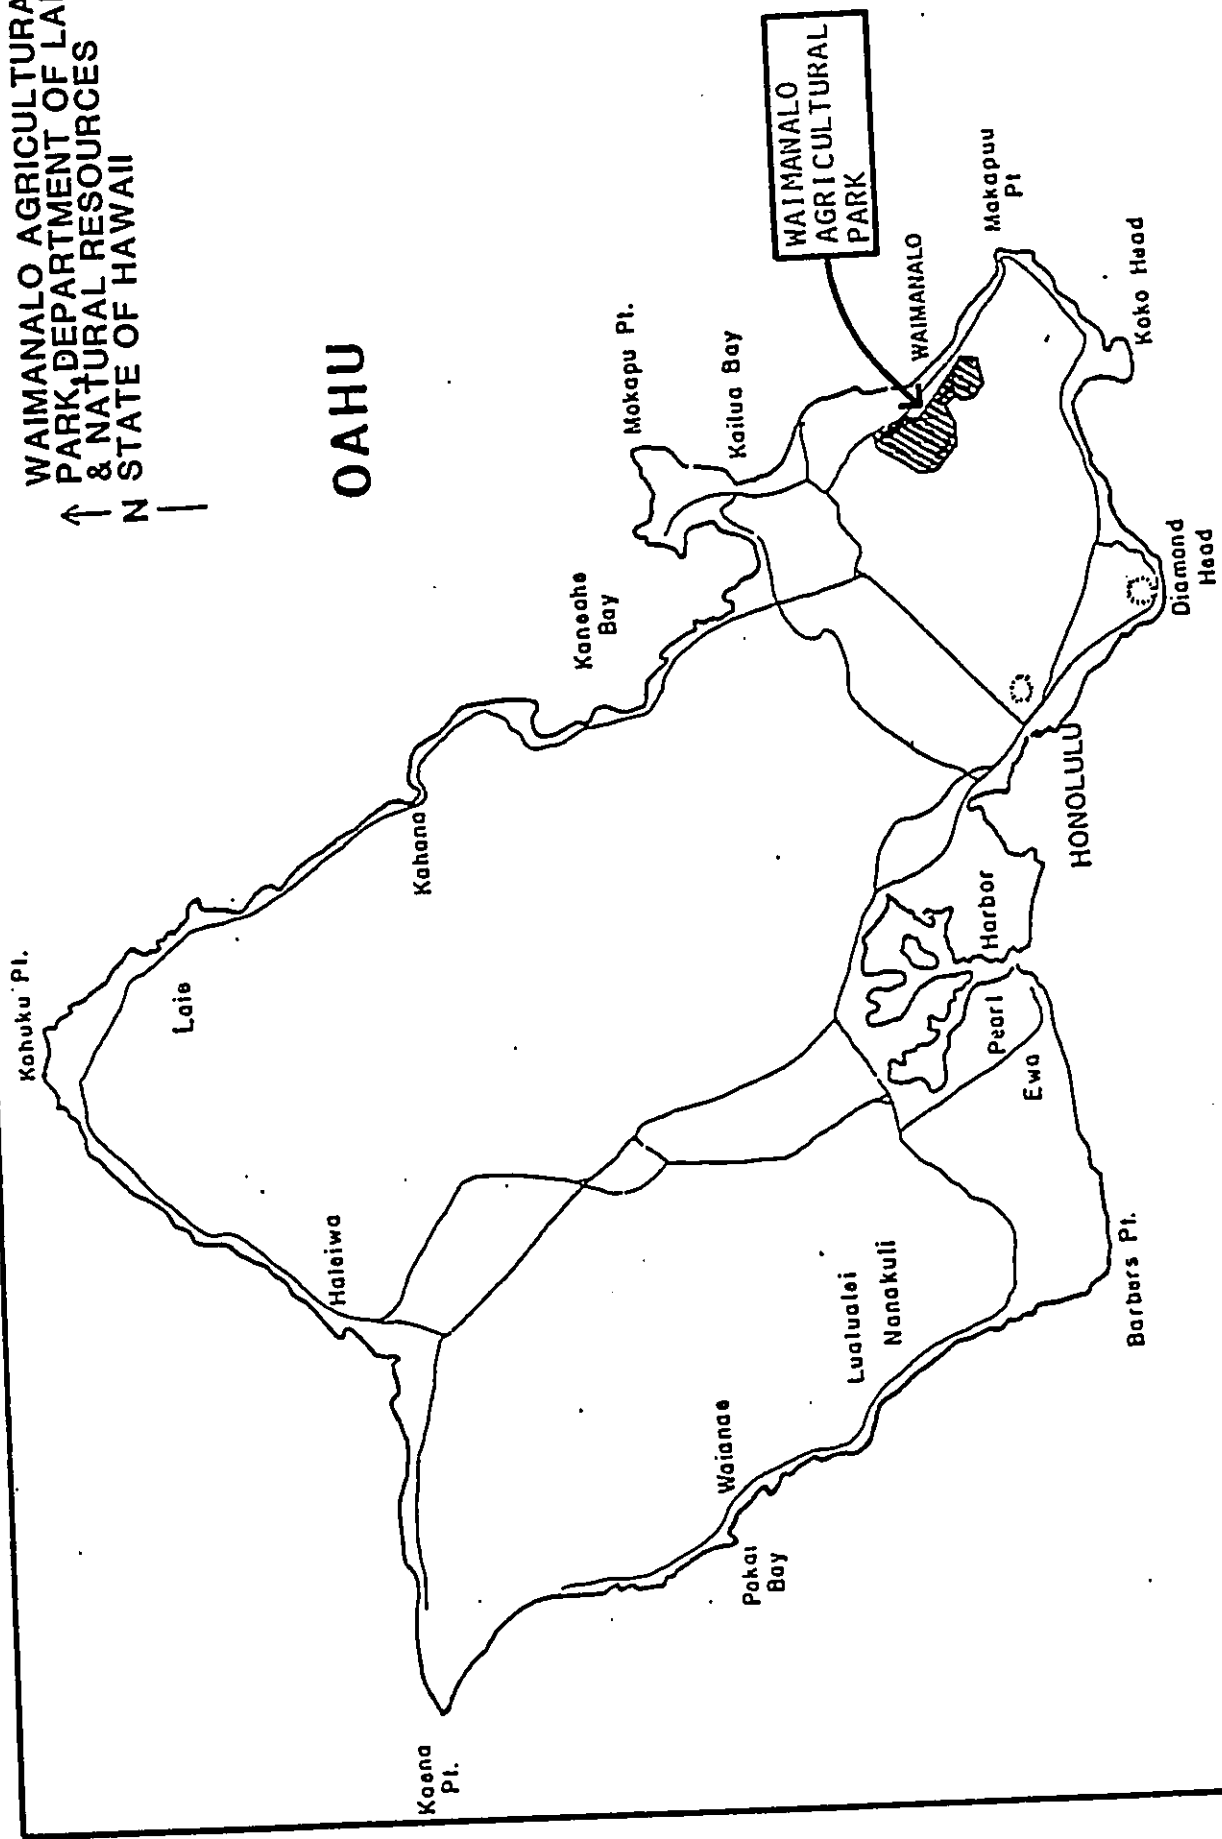 WAIMANALO AGRICULTURA
PARK, DEPARTMENT OF LA
& NATURAL RESOURCES
N STATE OF HAWAII
OAHU
Kahuku Pt.
Laie
Kahana
Haleiwa
Kaneohe
Bay
Mokapu Pt.
Kailua Bay
WAIMANALO
AGRICULTURAL
PARK
WAIMANALO
Makapuu
Pt
Koko Head
Diamond
Head
HONOLULU
Pearl Harbor
Ewa
Barbers Pt.
Nanakuli
Lualualei
Waianae
Pokai
Bay
Kaena
Pt.